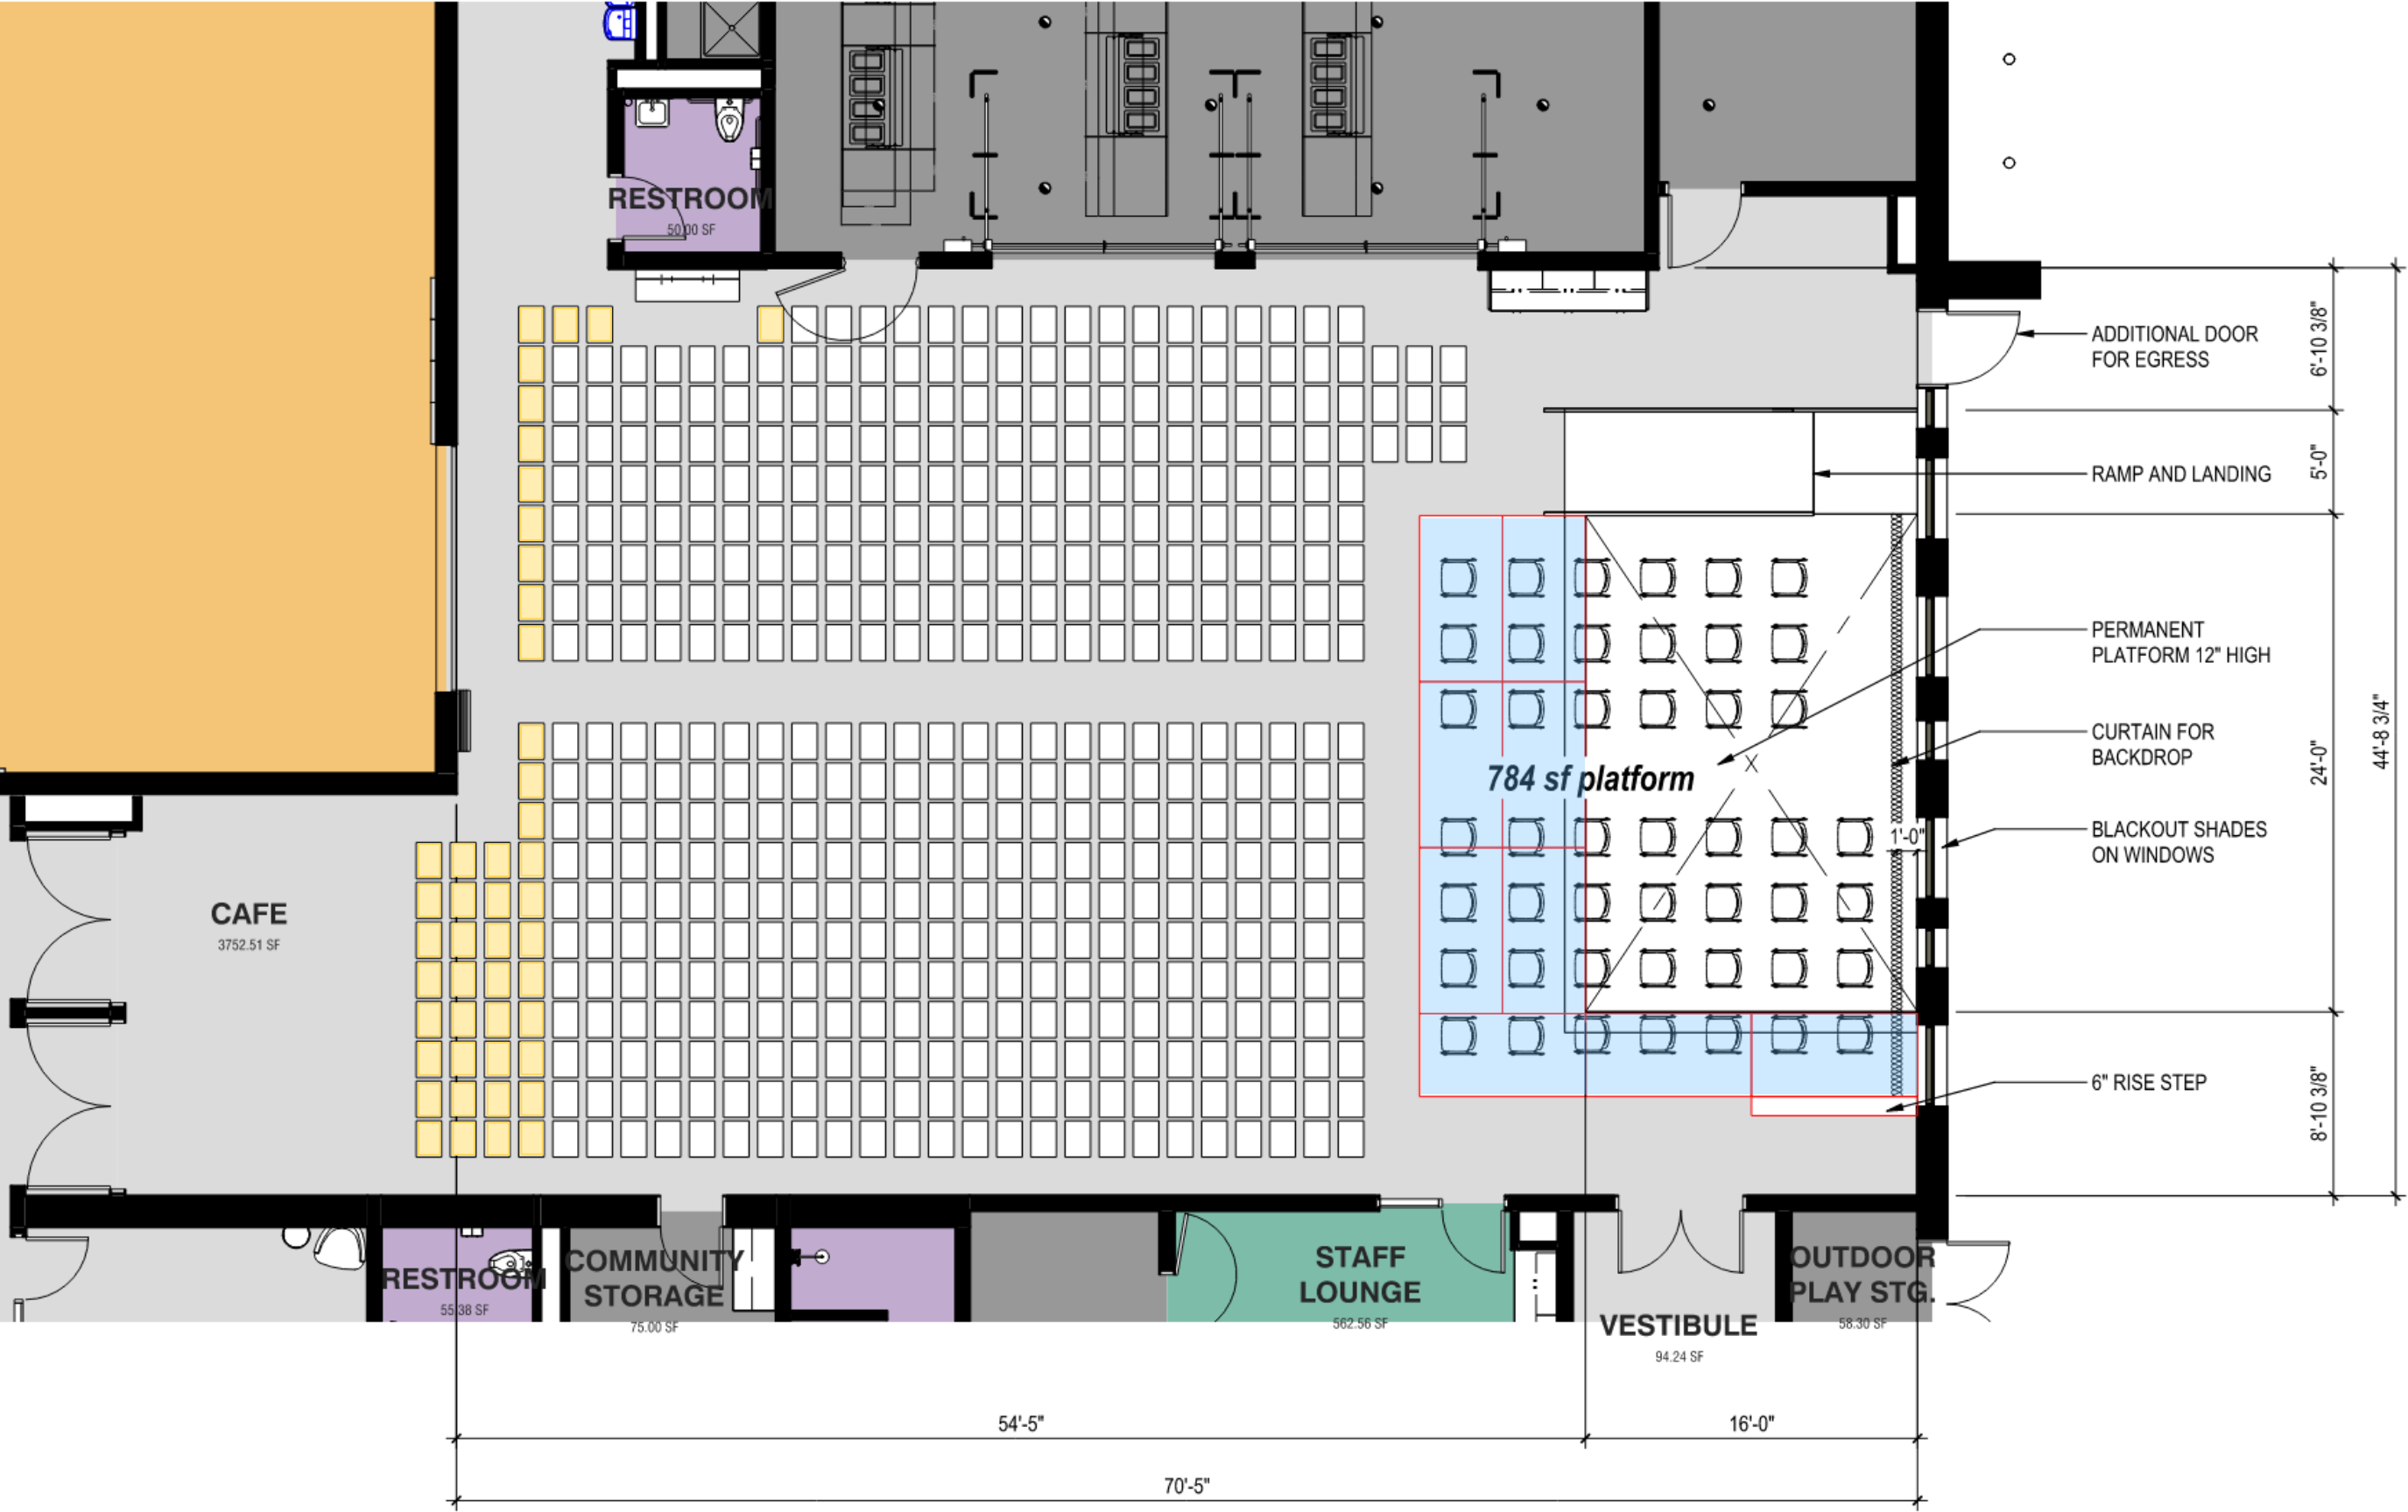 RESTROOM
50.00 SF
ADDITIONAL DOOR
FOR EGRESS
6'-10 3/8"
RAMP AND LANDING
5'-0"
PERMANENT
PLATFORM 12" HIGH
CURTAIN FOR
BACKDROP
24'-0"
44'-8 3/4"
784 sf platform
X
1'-0"
BLACKOUT SHADES
ON WINDOWS
CAFE
3752.51 SF
6" RISE STEP
8'-10 3/8"
RESTROOM
55.38 SF
COMMUNITY
STORAGE
75.00 SF
STAFF
LOUNGE
562.56 SF
VESTIBULE
94.24 SF
OUTDOOR
PLAY STG.
58.30 SF
54'-5"
16'-0"
70'-5"